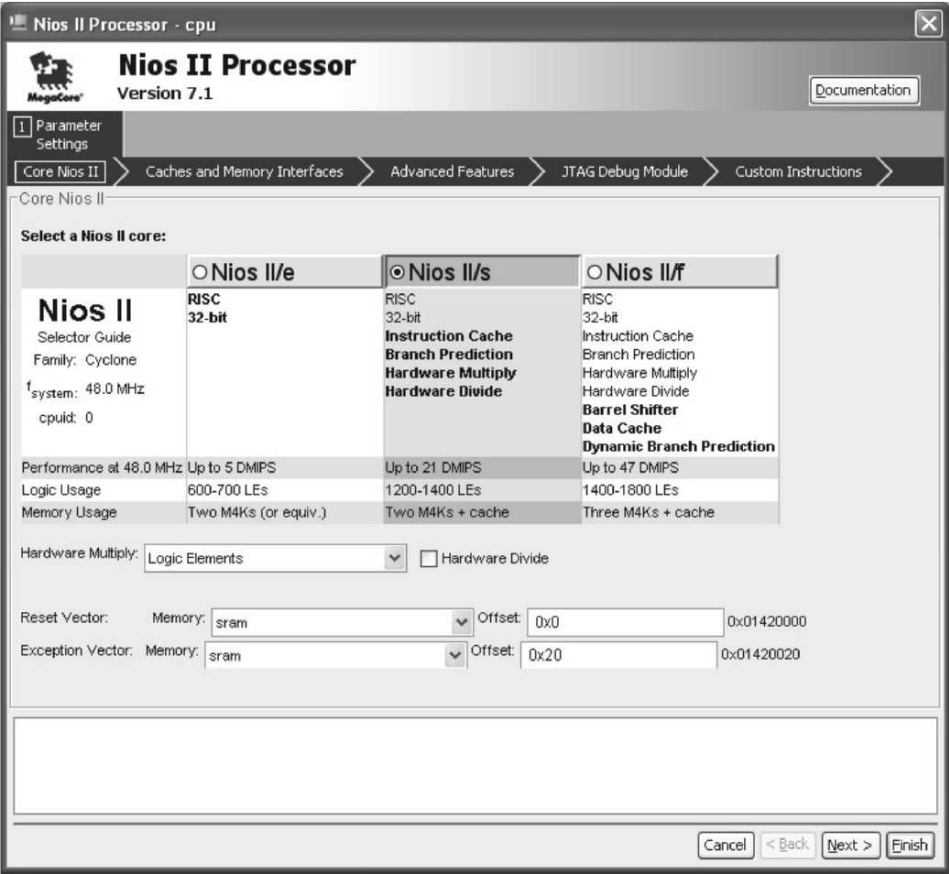 Nios II Processor - cpu
MegaCore®
Nios II Processor
Version 7.1
Documentation
1 Parameter
Settings
Core Nios II
Caches and Memory Interfaces
Advanced Features
JTAG Debug Module
Custom Instructions
Core Nios II
Select a Nios II core:
Nios II/e Nios II/s Nios II/f
Nios II
Selector Guide
Family: Cyclone
fsystem: 48.0 MHz
cpuid: 0
RISC
32-bit
RISC
32-bit
Instruction Cache
Branch Prediction
Hardware Multiply
Hardware Divide
RISC
32-bit
Instruction Cache
Branch Prediction
Hardware Multiply
Hardware Divide
Barrel Shifter
Data Cache
Dynamic Branch Prediction
Performance at 48.0 MHz Up to 5 DMIPS Up to 21 DMIPS Up to 47 DMIPS
Logic Usage 600-700 LEs 1200-1400 LEs 1400-1800 LEs
Memory Usage Two M4Ks (or equiv.) Two M4Ks + cache Three M4Ks + cache
Hardware Multiply: Logic Elements Hardware Divide
Reset Vector: Memory: sram Offset: 0x0 0x01420000
Exception Vector: Memory: sram Offset: 0x20 0x01420020
Cancel < Back Next > Finish